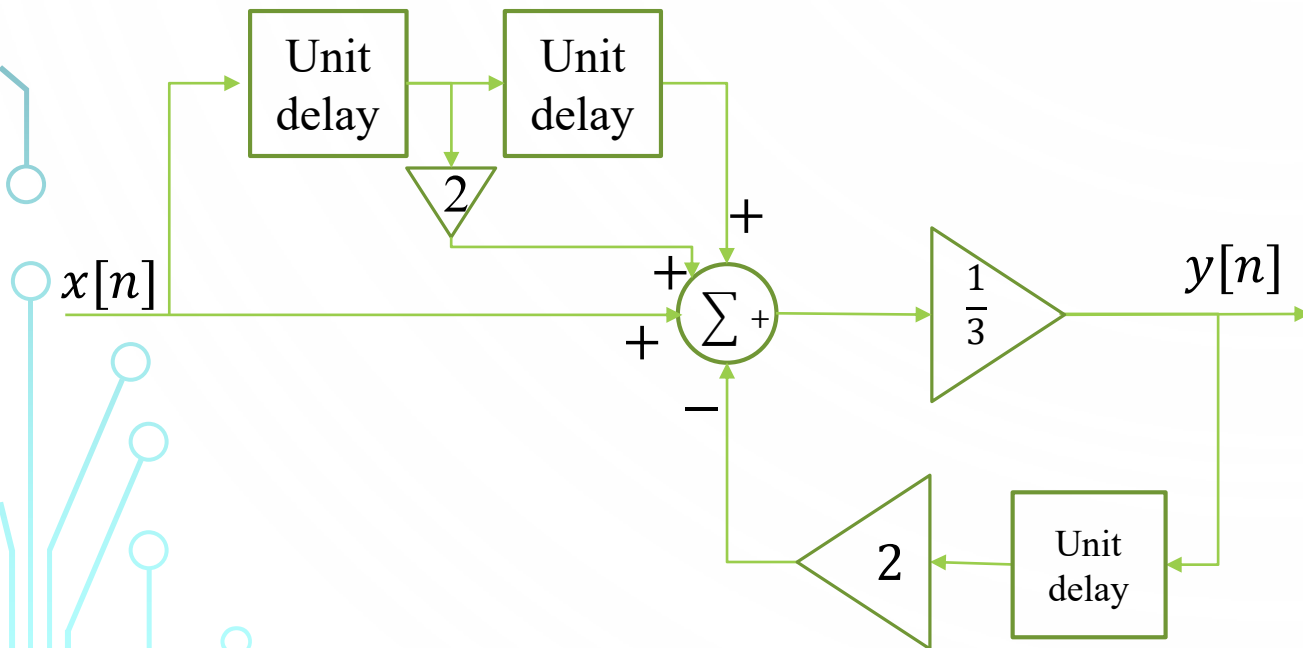 Unit
delay
Unit
delay
2
+
x[n]
+
y[n]
∑ +
1
3
+
−
2
Unit
delay